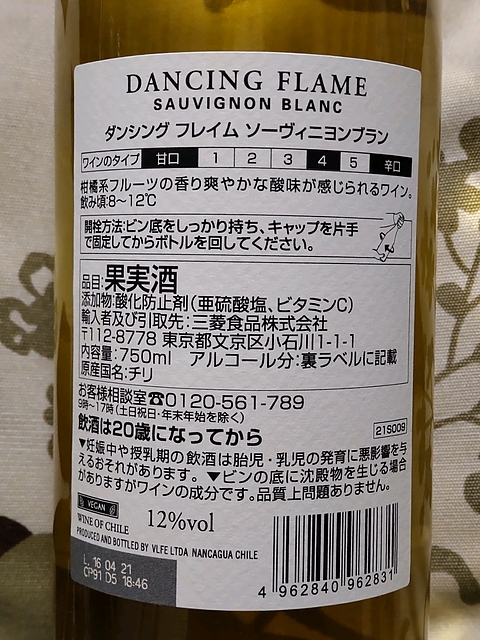 DANCING FLAME
SAUVIGNON BLANC
ダンシング フレイム ソーヴィニヨンブラン
ワインのタイプ 甘口 1 2 3 4 5 辛口
柑橘系フルーツの香り爽やかな酸味が感じられるワイン。
飲み頃:8~12℃
開栓方法:ビン底をしっかり持ち、キャップを片手
で固定してからボトルを回してください。
品目:果実酒
添加物:酸化防止剤(亜硫酸塩、ビタミンC)
輸入者及び引取先:三菱食品株式会社
〒112-8778 東京都文京区小石川1-1-1
内容量:750ml アルコール分:裏ラベルに記載
原産国名:チリ
お客様相談室☎0120-561-789
9時~17時(土日祝日・年末年始を除く)
飲酒は20歳になってから
21S009
▼妊娠中や授乳期の飲酒は胎児・乳児の発育に悪影響を与
えるおそれがあります。▼ビンの底に沈殿物を生じる場合
がありますがワインの成分です。品質上問題ありません。
VEGAN
WINE OF CHILE 12%vol
PRODUCED AND BOTTLED BY VLFE LTDA NANCAGUA CHILE
L 16 04 21
CP91 D5 18:46
4 962840 962831